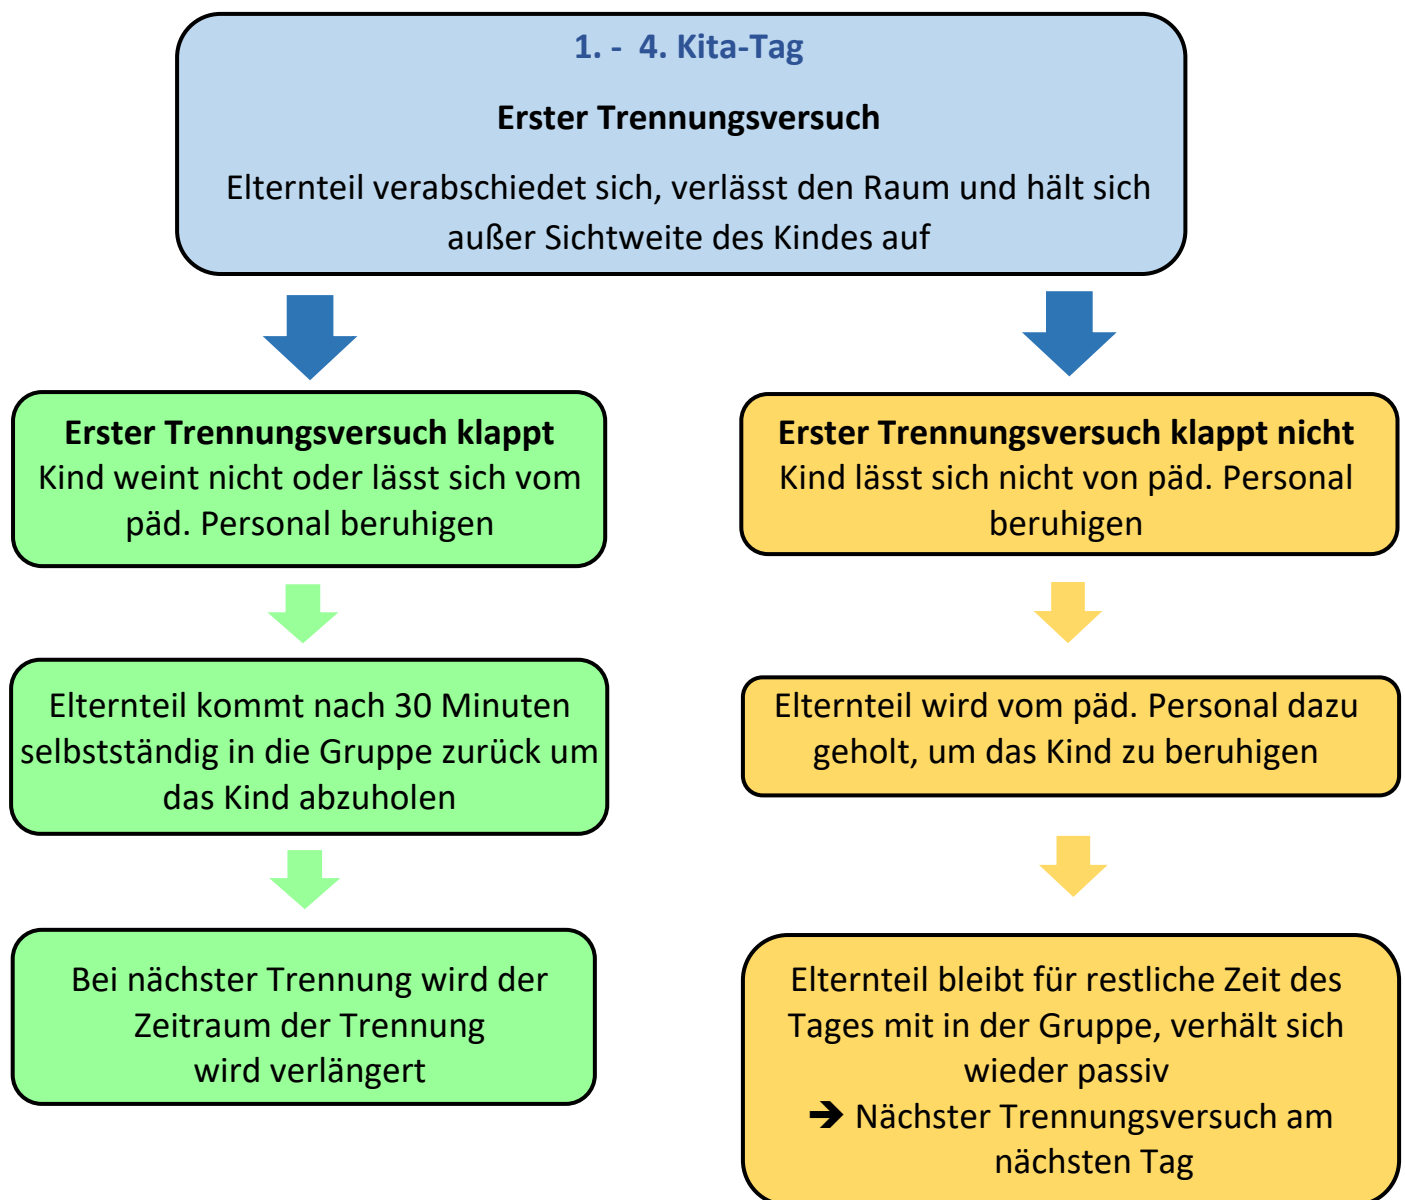 1. - 4. Kita-Tag
Erster Trennungsversuch
Elternteil verabschiedet sich, verlässt den Raum und hält sich
außer Sichtweite des Kindes auf
Erster Trennungsversuch klappt
Kind weint nicht oder lässt sich vom
päd. Personal beruhigen
Elternteil kommt nach 30 Minuten
selbstständig in die Gruppe zurück um
das Kind abzuholen
Bei nächster Trennung wird der
Zeitraum der Trennung
wird verlängert
Erster Trennungsversuch klappt nicht
Kind lässt sich nicht von päd. Personal
beruhigen
Elternteil wird vom päd. Personal dazu
geholt, um das Kind zu beruhigen
Elternteil bleibt für restliche Zeit des
Tages mit in der Gruppe, verhält sich
wieder passiv
➔ Nächster Trennungsversuch am
nächsten Tag